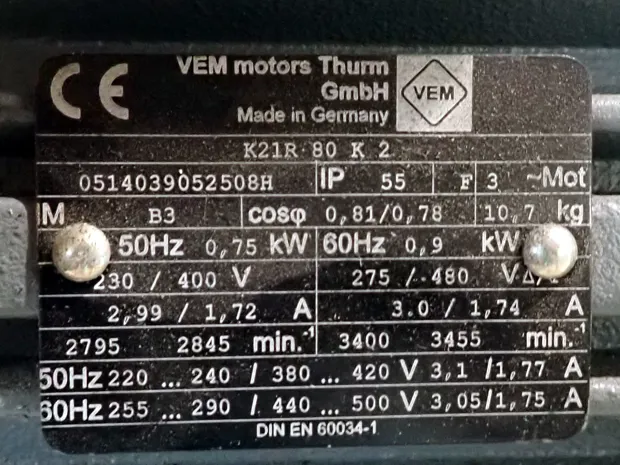 CE VEM motors Thurm
GmbH VEM
Made in Germany
K21R 80 K 2
0514039052508H IP 55 F 3 ~Mot
IM B3 cosφ 0,81/0,78 10,7 kg
50Hz 0,75 kW 60Hz 0,9 kW
230 / 400 V 275 / 480 V
2,99 / 1,72 A 3.0 / 1,74 A
2795 2845 min.-1 3400 3455 min.-1
50Hz 220 ... 240 / 380 ... 420 V 3,1 /1,77 A
60Hz 255 ... 290 / 440 ... 500 V 3,05/1,75 A
DIN EN 60034-1